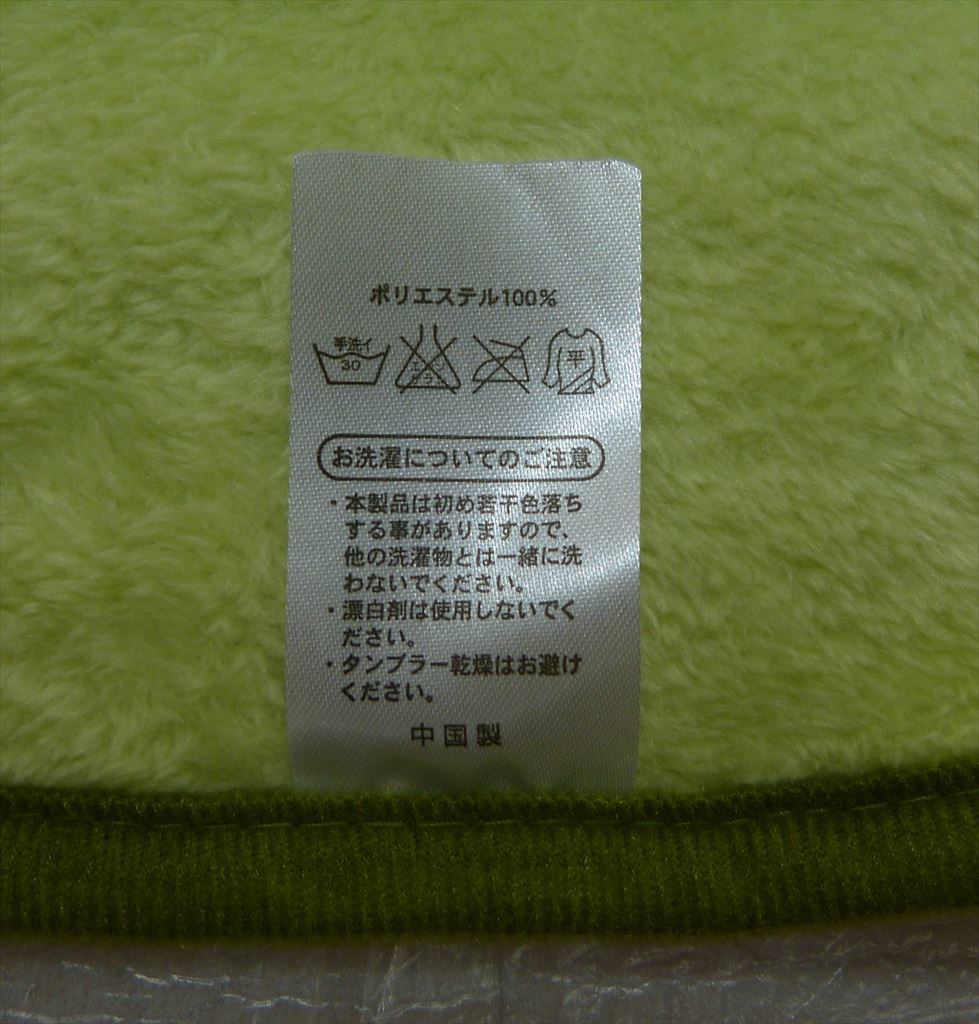 ポリエステル100%
手洗イ
30
エンソ
サラシ
平
お洗濯についてのご注意
・本製品は初め若干色落ち
する事がありますので、
他の洗濯物とは一緒に洗
わないでください。
・漂白剤は使用しないでく
ださい。
・タンブラー乾燥はお避け
ください。
中国製